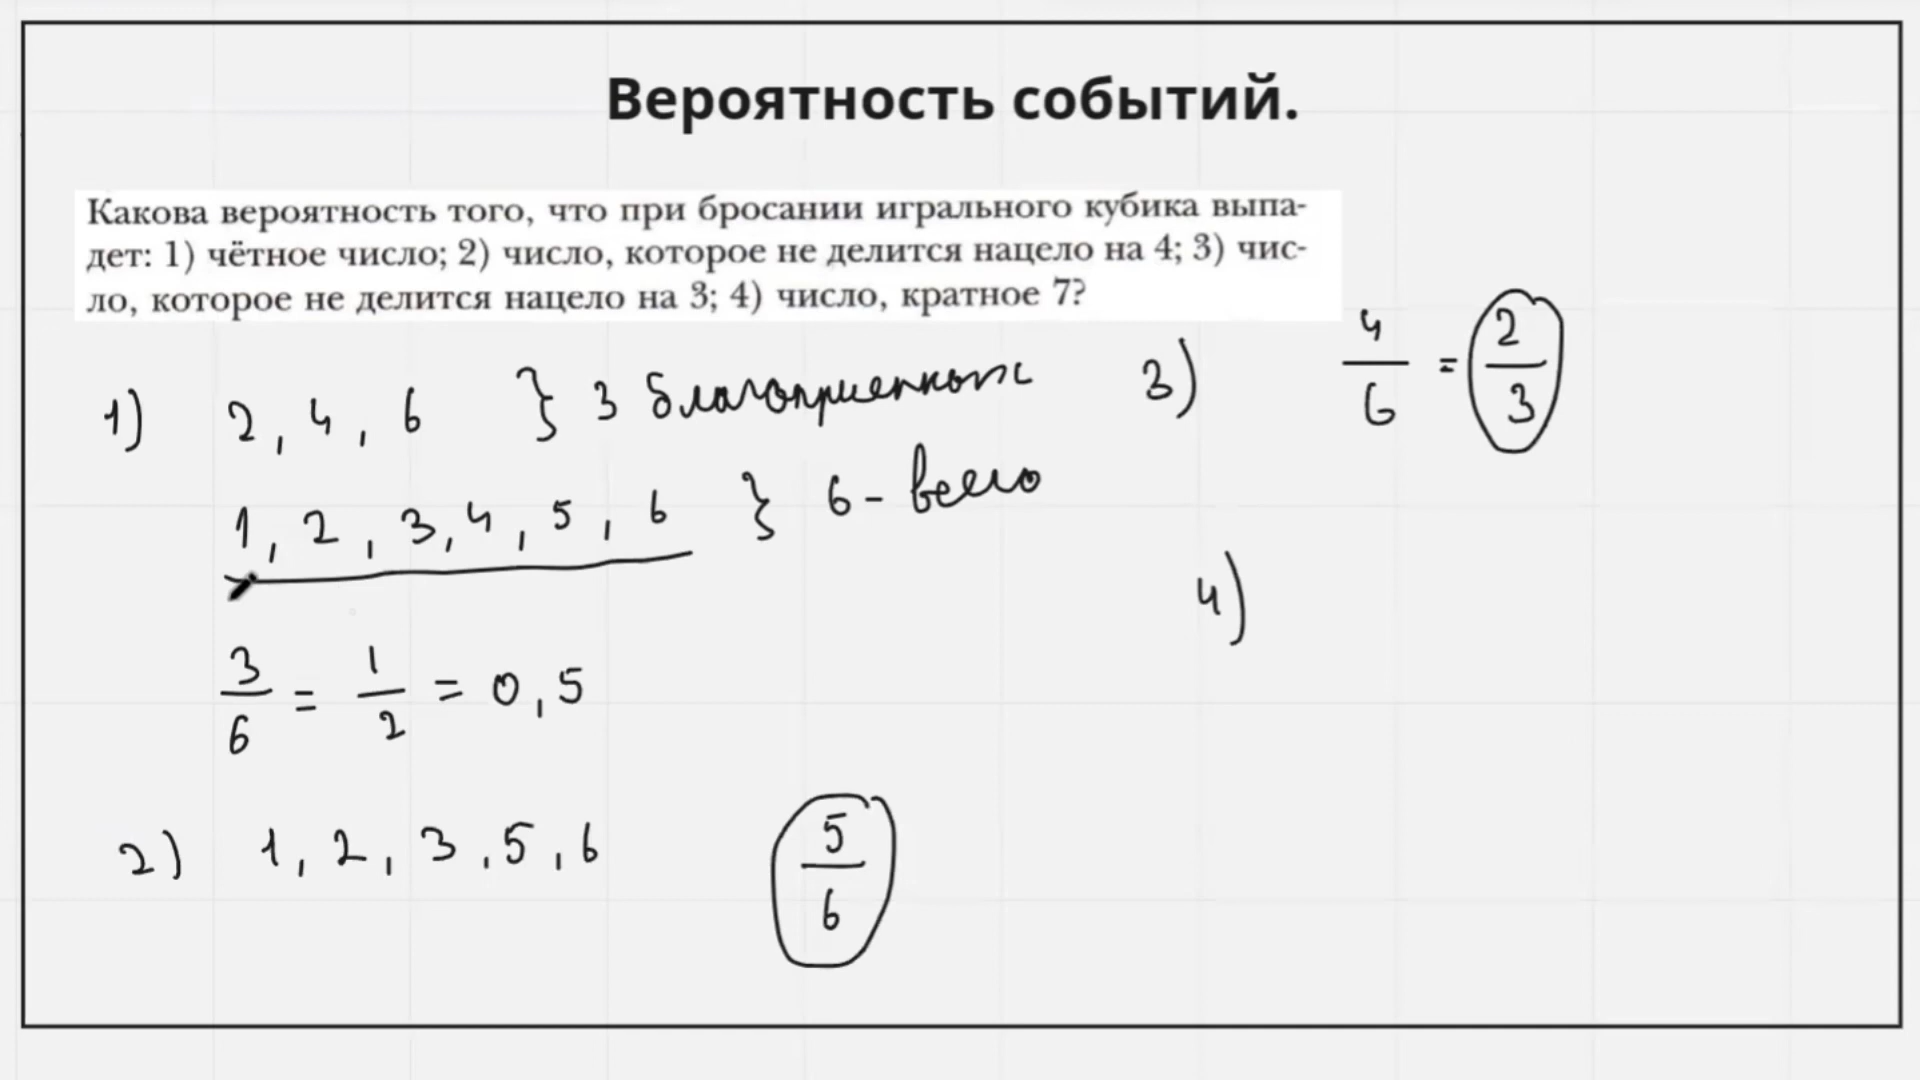 Вероятность событий.
Какова вероятность того, что при бросании игрального кубика выпа-
дет: 1) чётное число; 2) число, которое не делится нацело на 4; 3) чис-
ло, которое не делится нацело на 3; 4) число, кратное 7?
1) 2, 4, 6 } 3
1, 2, 3, 4, 5, 6 } 6 - всего
3/6 = 1/2 = 0,5
2) 1, 2, 3, 5, 6 5/6
3) 4/6 = 2/3
4)